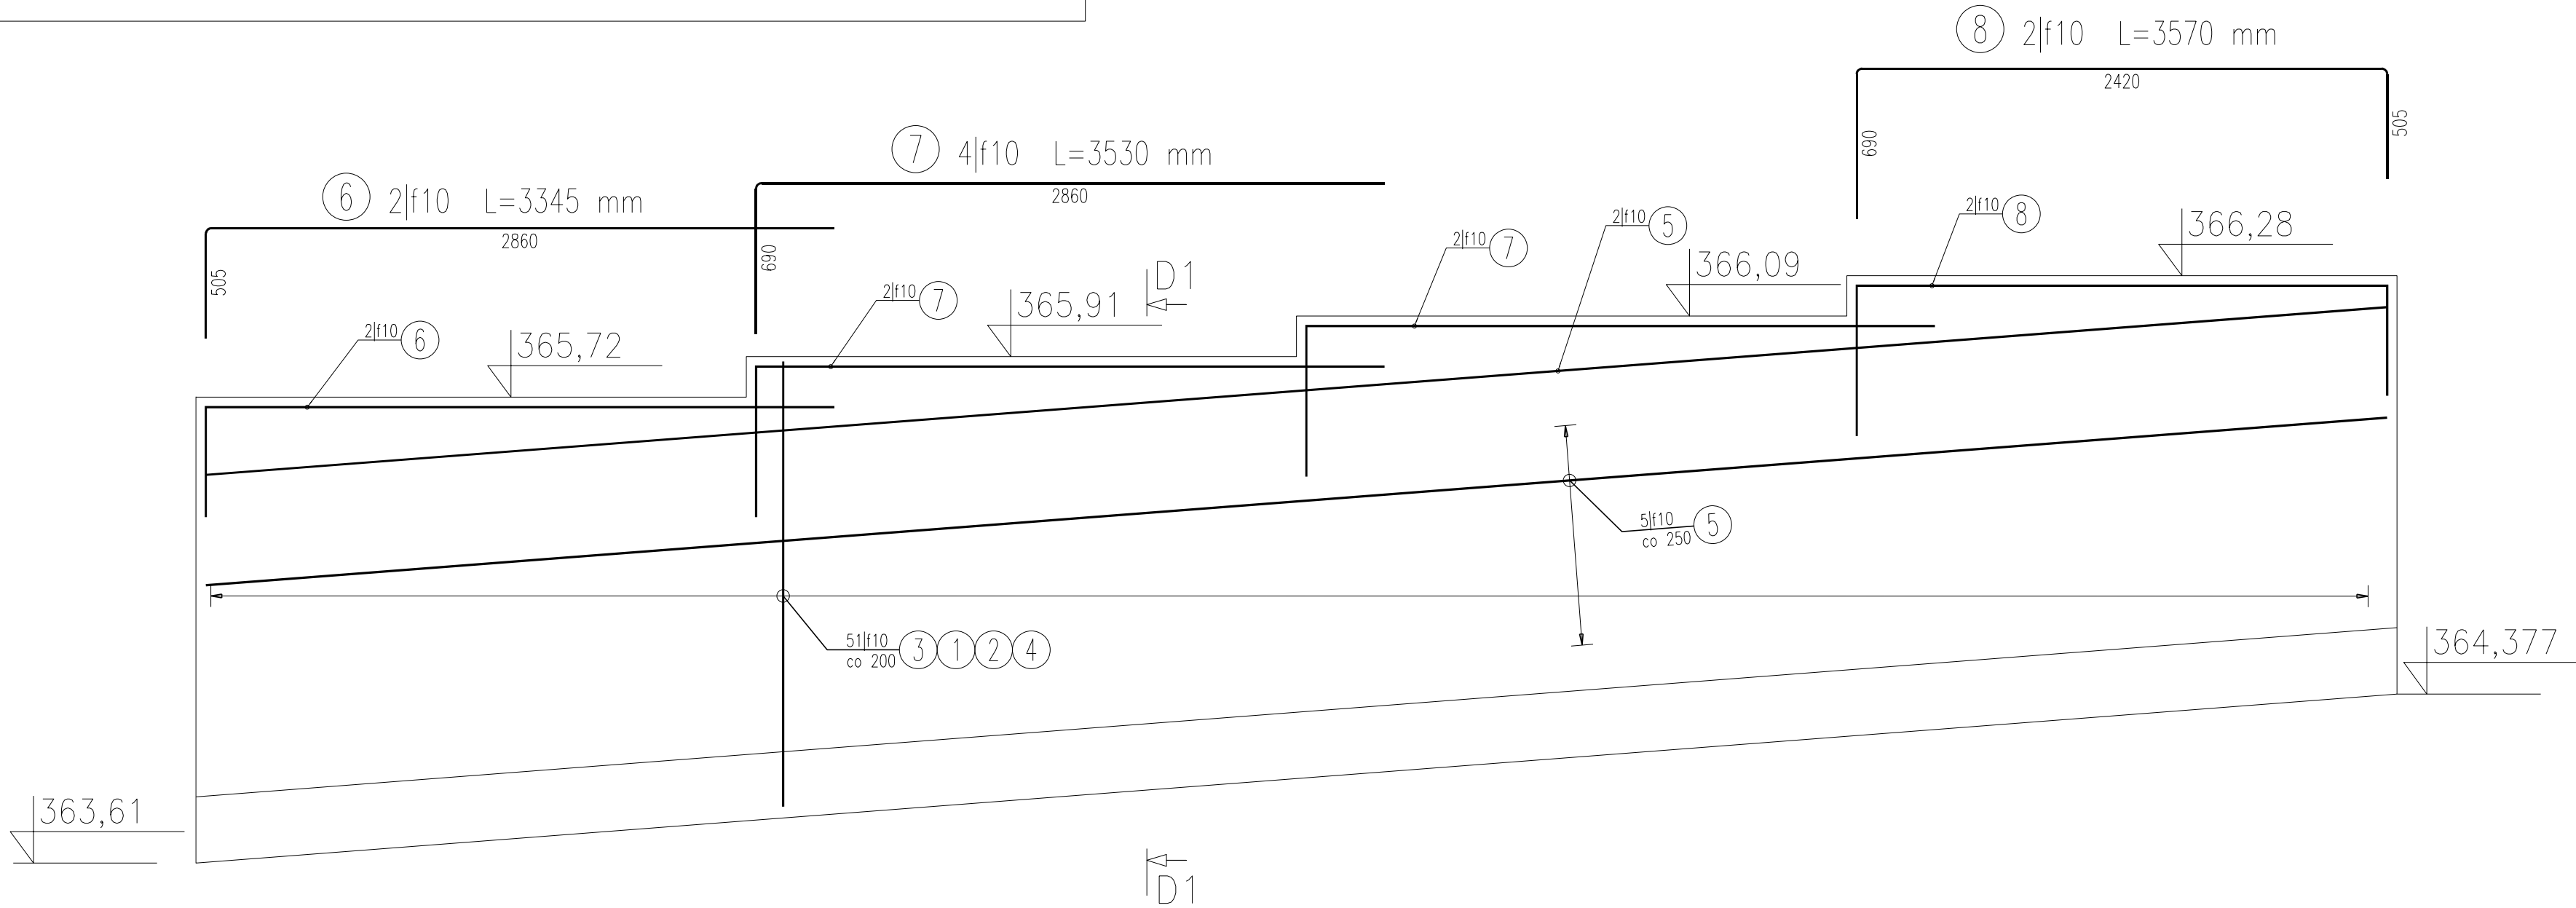 8 2|f10 L=3570 mm
2420
690
505
7 4|f10 L=3530 mm
2860
690
6 2|f10 L=3345 mm
2860
505
2|f10 8
2|f10 5
2|f10 7
366,28
366,09
D1
2|f10 7
365,91
2|f10 6
365,72
5|f10 5
co 250
51|f10 3 1 2 4
co 200
364,377
363,61
D1